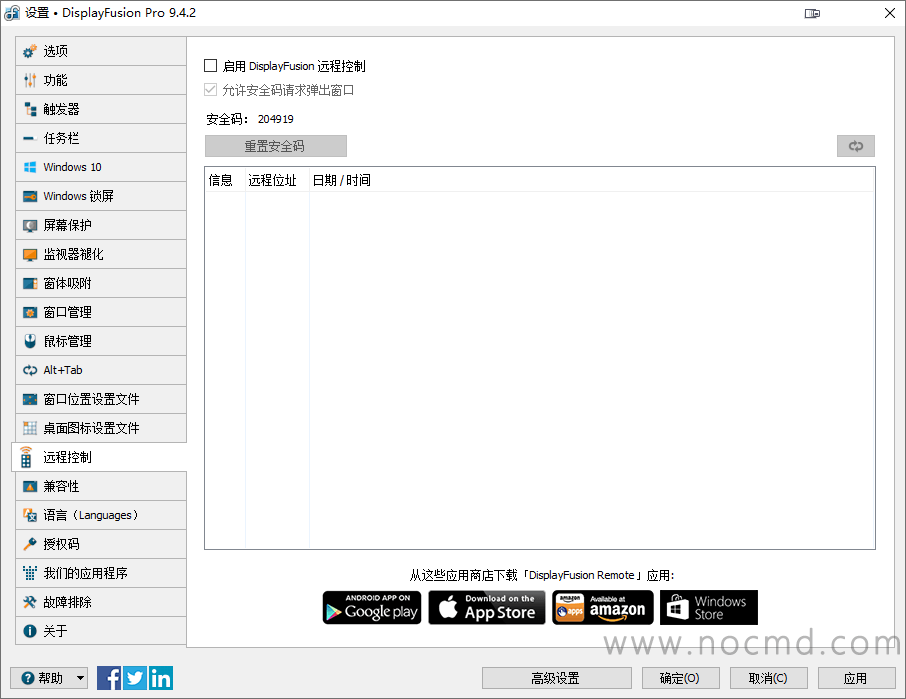 设置 • DisplayFusion Pro 9.4.2
选项
功能
触发器
任务栏
Windows 10
Windows 锁屏
屏幕保护
监视器褪化
窗体吸附
窗口管理
鼠标管理
Alt+Tab
窗口位置设置文件
桌面图标设置文件
远程控制
兼容性
语言（Languages）
授权码
我们的应用程序
故障排除
关于
启用 DisplayFusion 远程控制
允许安全码请求弹出窗口
安全码： 204919
重置安全码
信息 远程位址 日期 / 时间
从这些应用商店下载「DisplayFusion Remote」应用:
ANDROID APP ON
Google play
Download on the
App Store
amazon
apps
Available at
amazon
Windows
Store
www.nocmd.com
帮助
高级设置
确定(O)
取消(C)
应用